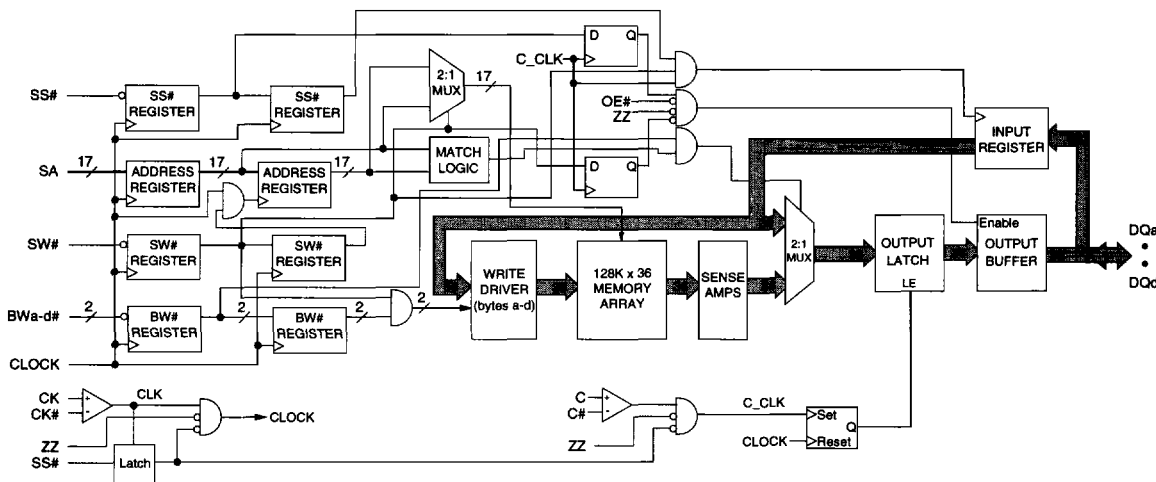 SS#
SS#
REGISTER
SS#
REGISTER
C_CLK
D Q
2:1
MUX
17
OE#
ZZ
INPUT
REGISTER
SA
17
ADDRESS
REGISTER
17
ADDRESS
REGISTER
17
MATCH
LOGIC
D Q
SW#
SW#
REGISTER
SW#
REGISTER
WRITE
DRIVER
(bytes a-d)
128K x 36
MEMORY
ARRAY
SENSE
AMPS
2:1
MUX
OUTPUT
LATCH
LE
Enable
OUTPUT
BUFFER
DQa
•
•
DQd
BWa-d#
2
BW#
REGISTER
2
BW#
REGISTER
2
2
CLOCK
CK
CK#
+
-
CLK
CLOCK
ZZ
SS#
Latch
C
C#
+
-
ZZ
C_CLK
CLOCK
Set
Q
Reset